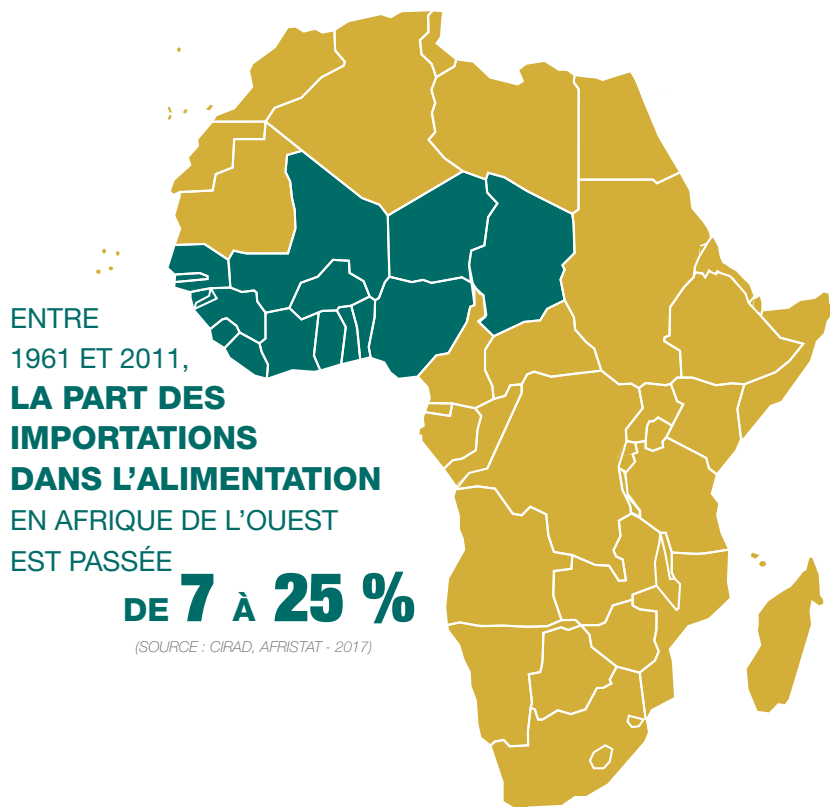 ENTRE
1961 ET 2011,
LA PART DES
IMPORTATIONS
DANS L'ALIMENTATION
EN AFRIQUE DE L'OUEST
EST PASSÉE
DE 7 À 25 %
(SOURCE : CIRAD, AFRISTAT - 2017)